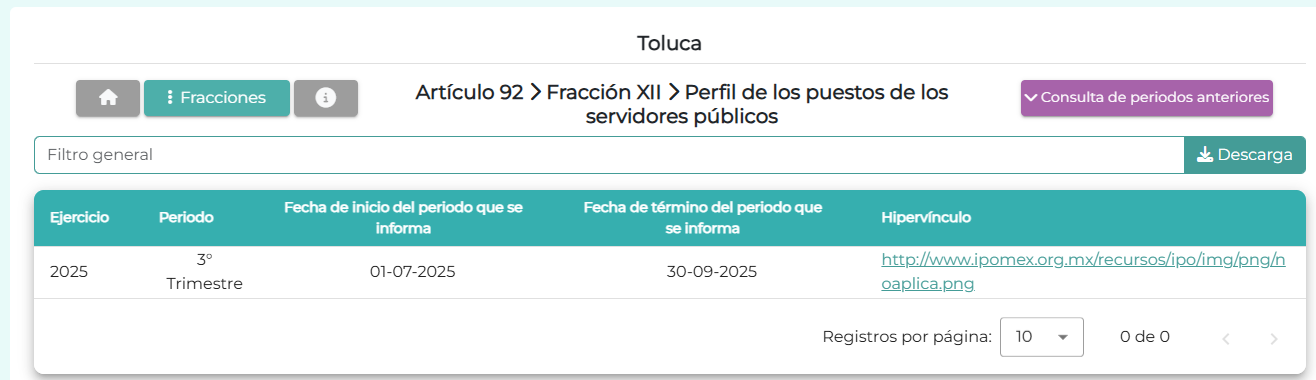 Toluca
Fracciones
Artículo 92 > Fracción XII > Perfil de los puestos de los
servidores públicos
Consulta de periodos anteriores
Filtro general
Descarga
Ejercicio
Periodo
Fecha de inicio del periodo que se
informa
Fecha de término del periodo que
se informa
Hipervínculo
2025
3°
Trimestre
01-07-2025
30-09-2025
http://www.ipomex.org.mx/recursos/ipo/img/png/n
oaplica.png
Registros por página:
10
0 de 0